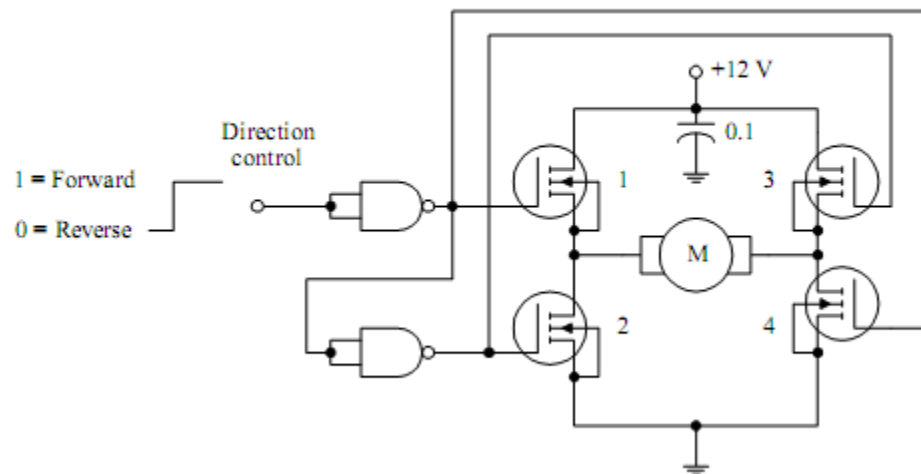 +12 V
0.1
Direction
control
1 = Forward
0 = Reverse
1
3
M
2
4